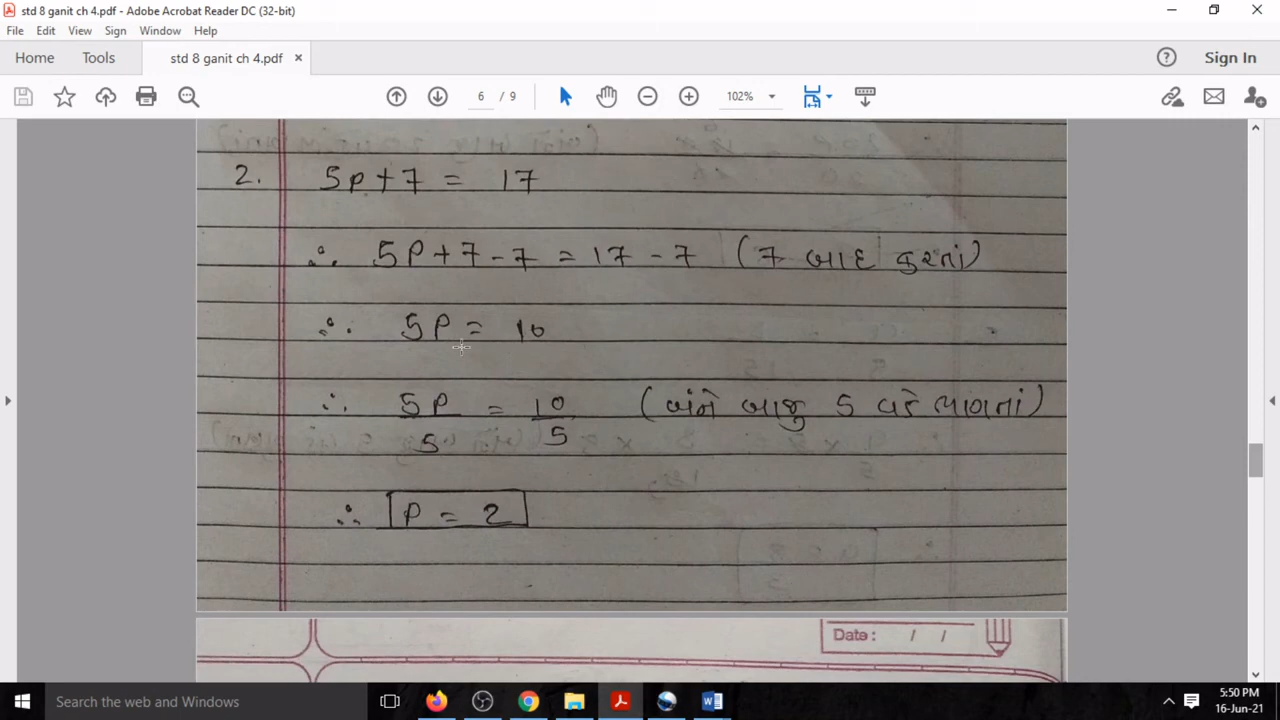 std 8 ganit ch 4.pdf - Adobe Acrobat Reader DC (32-bit)
File Edit View Sign Window Help
Home Tools std 8 ganit ch 4.pdf × Sign In
6 / 9 102%
2. 5p+7 = 17
∴ 5P+7-7 = 17-7 (7 બાદ કરતાં)
∴ 5P = 10
∴ 5P/5 = 10/5 (બંને બાજુ 5 વડે ભાગતાં)
∴ P = 2
Date : / /
Search the web and Windows
5:50 PM
16-Jun-21